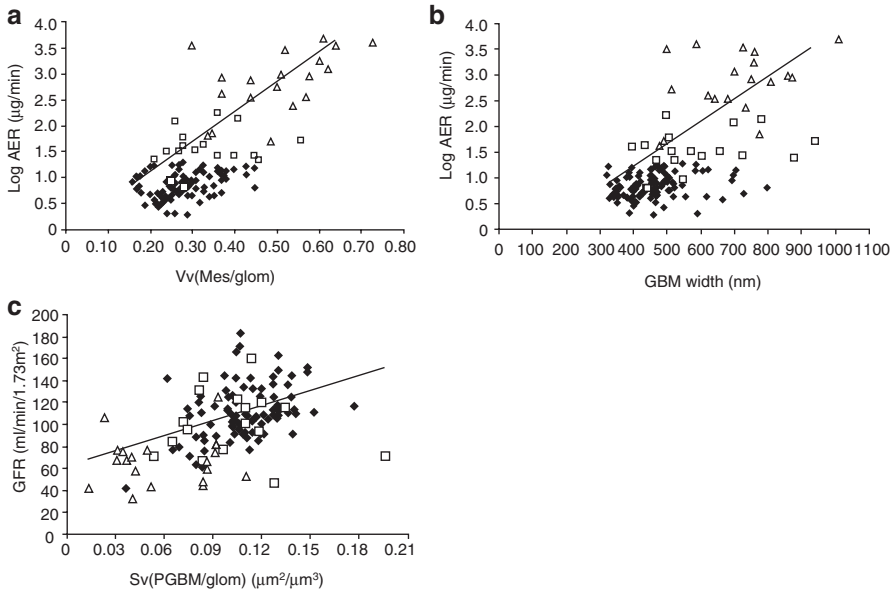 a
4.0
3.5
3.0
2.5
2.0
1.5
1.0
0.5
0
Log AER (μg/min)
0 0.10 0.20 0.30 0.40 0.50 0.60 0.70 0.80
Vv(Mes/glom)
b
4.0
3.5
3.0
2.5
2.0
1.5
1.0
0.5
0
Log AER (μg/min)
0 100 200 300 400 500 600 700 800 900 1000 1100
GBM width (nm)
c
200
180
160
140
120
100
80
60
40
20
0
GFR (ml/min/1.73m²)
0 0.03 0.06 0.09 0.12 0.15 0.18 0.21
Sv(PGBM/glom) (μm²/μm³)